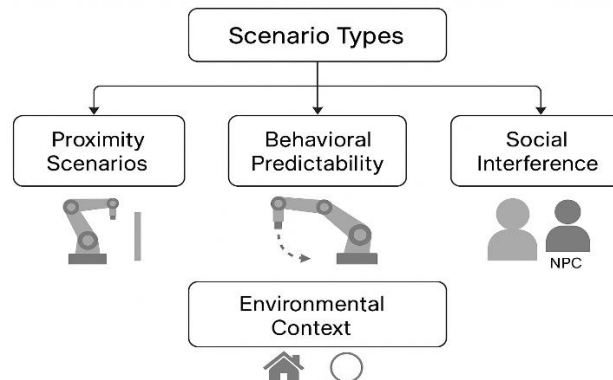 Scenario Types
Proximity
Scenarios
Behavioral
Predictability
Social
Interference
NPC
Environmental
Context